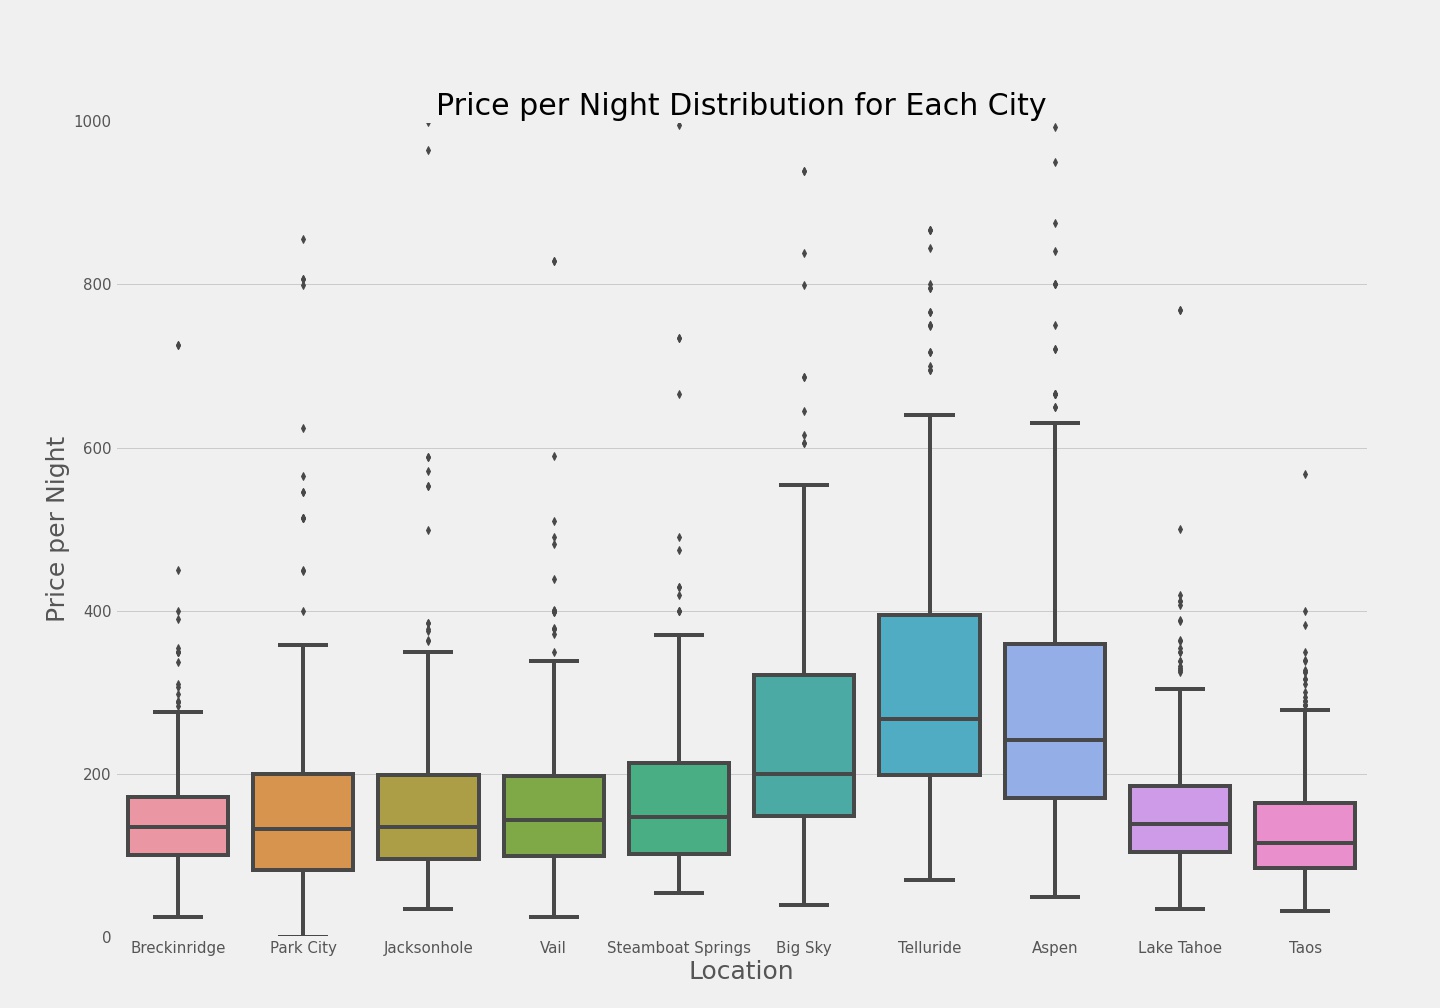 Price per Night Distribution for Each City
1000
800
600
400
200
0
Price per Night
Breckinridge Park City Jacksonhole Vail Steamboat Springs Big Sky Telluride Aspen Lake Tahoe Taos
Location